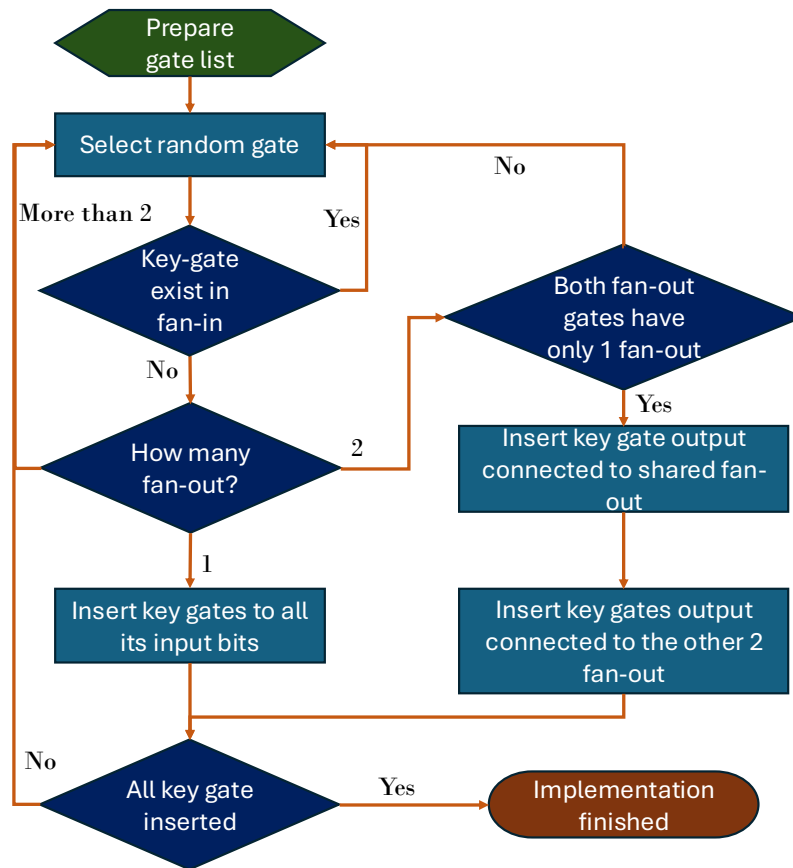 Prepare
gate list
Select random gate
No
More than 2
Yes
Key-gate
exist in
fan-in
Both fan-out
gates have
only 1 fan-out
No
Yes
How many
fan-out?
2
Insert key gate output
connected to shared fan-
out
1
Insert key gates to all
its input bits
Insert key gates output
connected to the other 2
fan-out
No
All key gate
inserted
Yes
Implementation
finished